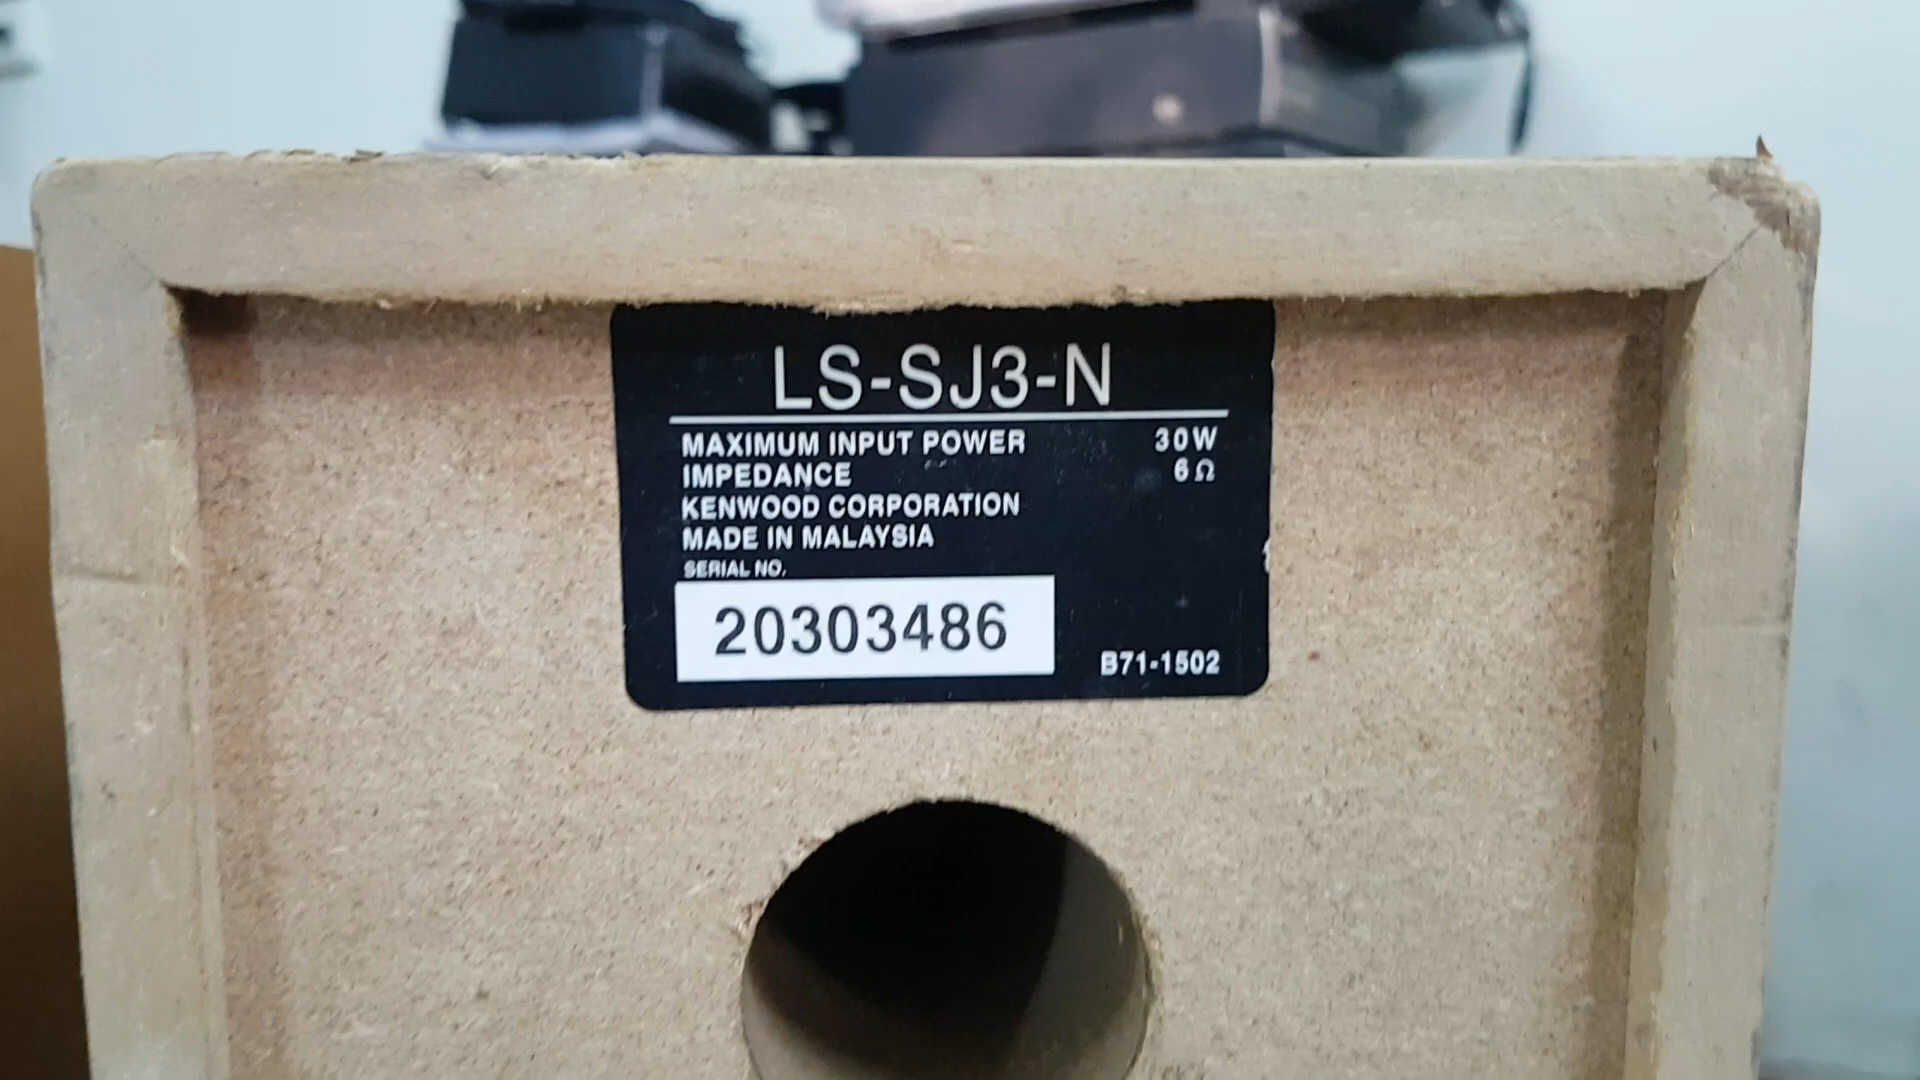 LS-SJ3-N
MAXIMUM INPUT POWER 30W
IMPEDANCE 6Ω
KENWOOD CORPORATION
MADE IN MALAYSIA
SERIAL NO.
20303486
B71-1502